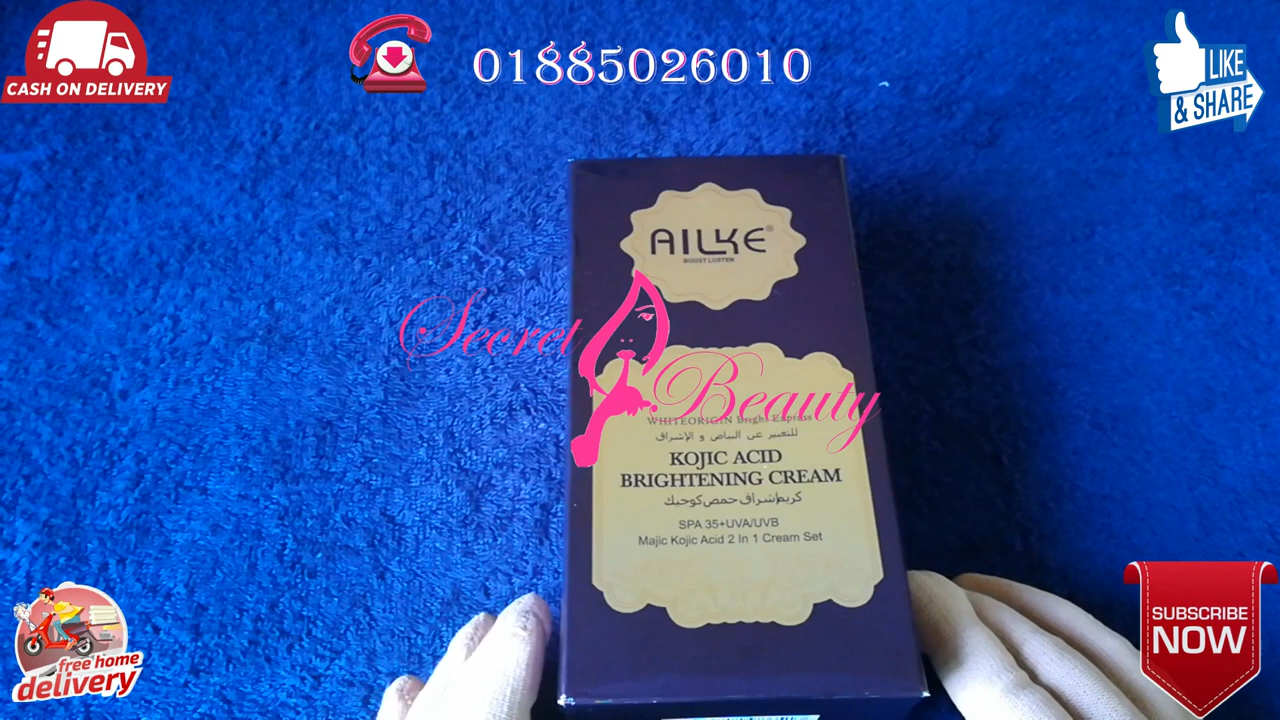 CASH ON DELIVERY
01885026010
LIKE
& SHARE
AILKE®
BOOST LUSTER
Secret
Beauty
WHITEORIGIN Bright Express
للتعبير عن البياض و الإشراق
KOJIC ACID
BRIGHTENING CREAM
كريم إشراق حمض كوجيك
SPA 35+UVA/UVB
Majic Kojic Acid 2 In 1 Cream Set
free home
delivery
SUBSCRIBE
NOW